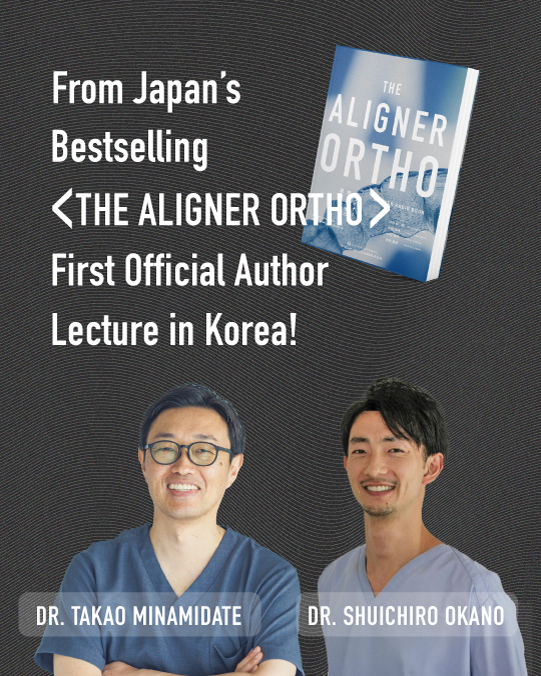 From Japan's
Bestselling
<THE ALIGNER ORTHO>
First Official Author
Lecture in Korea!
THE
ALIGNER
ORTHO
DR. TAKAO MINAMIDATE
DR. SHUICHIRO OKANO